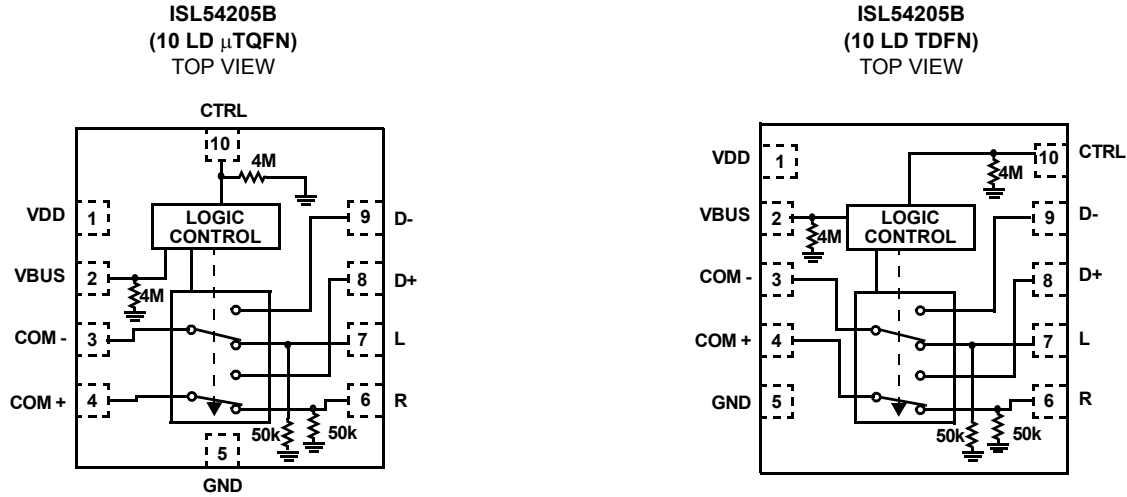 ISL54205B
(10 LD μTQFN)
TOP VIEW
CTRL
10
4M
VDD
1
LOGIC
CONTROL
9
D-
VBUS
2
4M
8
D+
COM -
3
7
L
COM +
4
6
R
50k
50k
5
GND
ISL54205B
(10 LD TDFN)
TOP VIEW
VDD
1
10
CTRL
4M
VBUS
2
4M
LOGIC
CONTROL
9
D-
COM -
3
8
D+
COM +
4
7
L
GND
5
6
R
50k
50k